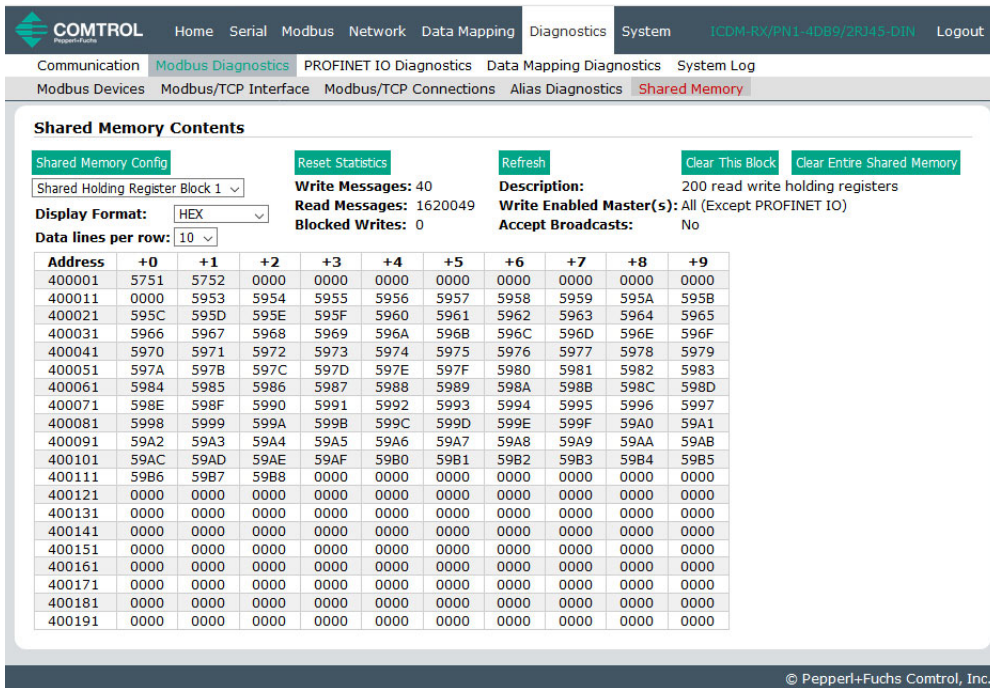 COMTROL
Pepperl+Fuchs
Home Serial Modbus Network Data Mapping Diagnostics System ICDM-RX/PN1-4DB9/2RJ45-DIN Logout
Communication Modbus Diagnostics PROFINET IO Diagnostics Data Mapping Diagnostics System Log
Modbus Devices Modbus/TCP Interface Modbus/TCP Connections Alias Diagnostics Shared Memory
Shared Memory Contents
Shared Memory Config Reset Statistics Refresh Clear This Block Clear Entire Shared Memory
Shared Holding Register Block 1 Write Messages: 40 Description: 200 read write holding registers
Display Format: HEX Read Messages: 1620049 Write Enabled Master(s): All (Except PROFINET IO)
Data lines per row: 10 Blocked Writes: 0 Accept Broadcasts: No
Address +0 +1 +2 +3 +4 +5 +6 +7 +8 +9
400001 5751 5752 0000 0000 0000 0000 0000 0000 0000 0000
400011 0000 5953 5954 5955 5956 5957 5958 5959 595A 595B
400021 595C 595D 595E 595F 5960 5961 5962 5963 5964 5965
400031 5966 5967 5968 5969 596A 596B 596C 596D 596E 596F
400041 5970 5971 5972 5973 5974 5975 5976 5977 5978 5979
400051 597A 597B 597C 597D 597E 597F 5980 5981 5982 5983
400061 5984 5985 5986 5987 5988 5989 598A 598B 598C 598D
400071 598E 598F 5990 5991 5992 5993 5994 5995 5996 5997
400081 5998 5999 599A 599B 599C 599D 599E 599F 59A0 59A1
400091 59A2 59A3 59A4 59A5 59A6 59A7 59A8 59A9 59AA 59AB
400101 59AC 59AD 59AE 59AF 59B0 59B1 59B2 59B3 59B4 59B5
400111 59B6 59B7 59B8 0000 0000 0000 0000 0000 0000 0000
400121 0000 0000 0000 0000 0000 0000 0000 0000 0000 0000
400131 0000 0000 0000 0000 0000 0000 0000 0000 0000 0000
400141 0000 0000 0000 0000 0000 0000 0000 0000 0000 0000
400151 0000 0000 0000 0000 0000 0000 0000 0000 0000 0000
400161 0000 0000 0000 0000 0000 0000 0000 0000 0000 0000
400171 0000 0000 0000 0000 0000 0000 0000 0000 0000 0000
400181 0000 0000 0000 0000 0000 0000 0000 0000 0000 0000
400191 0000 0000 0000 0000 0000 0000 0000 0000 0000 0000
© Pepperl+Fuchs Comtrol, Inc.